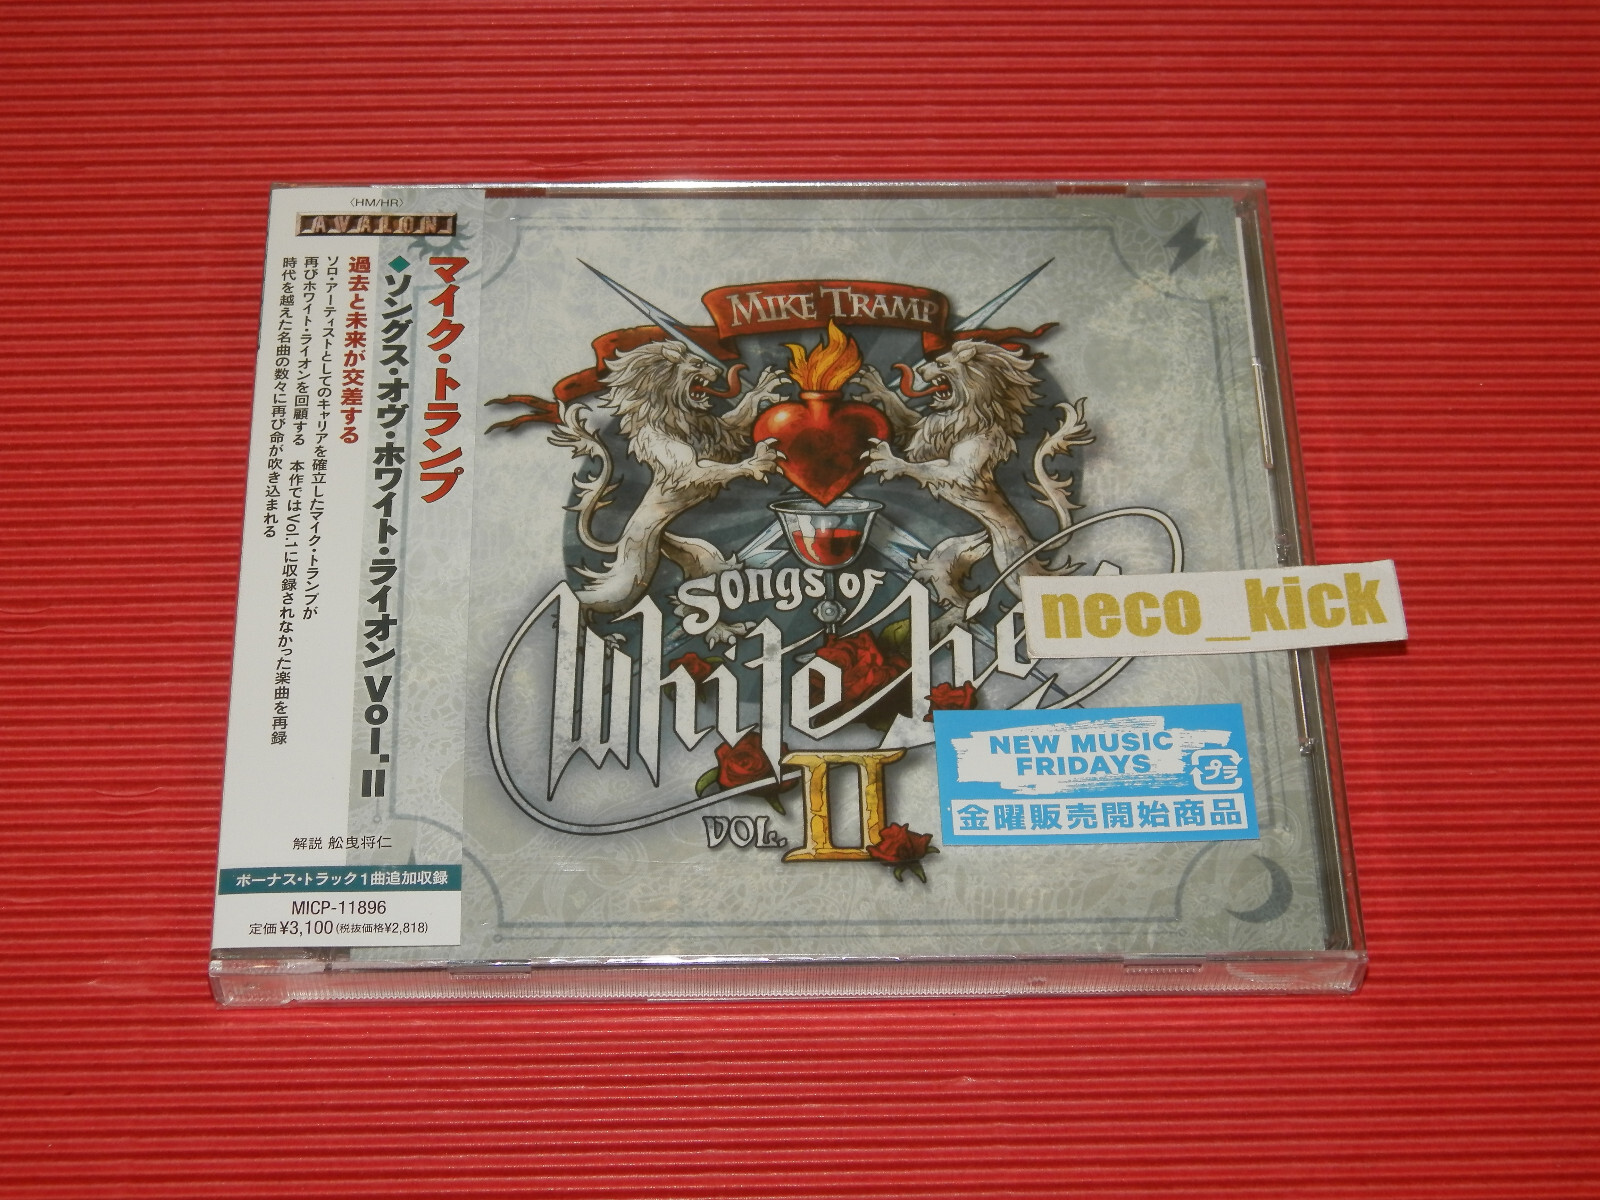 〈HM/HR〉
AVALON
マイク・トランプ
◆ソングス・オヴ・ホワイト・ライオン Vol. II
過去と未来が交差する
ソロ・アーティストとしてのキャリアを確立したマイク・トランプが
再びホワイト・ライオンを回顧する 本作ではVol.1に収録されなかった楽曲を再録
時代を越えた名曲の数々に再び命が吹き込まれる
解説 舩曳将仁
ボーナス・トラック1曲追加収録
MICP-11896
定価¥3,100(税抜価格¥2,818)
MIKE TRAMP
Songs of
White Lio
VOL. II
neco_kick
NEW MUSIC
FRIDAYS
プラ
金曜販売開始商品